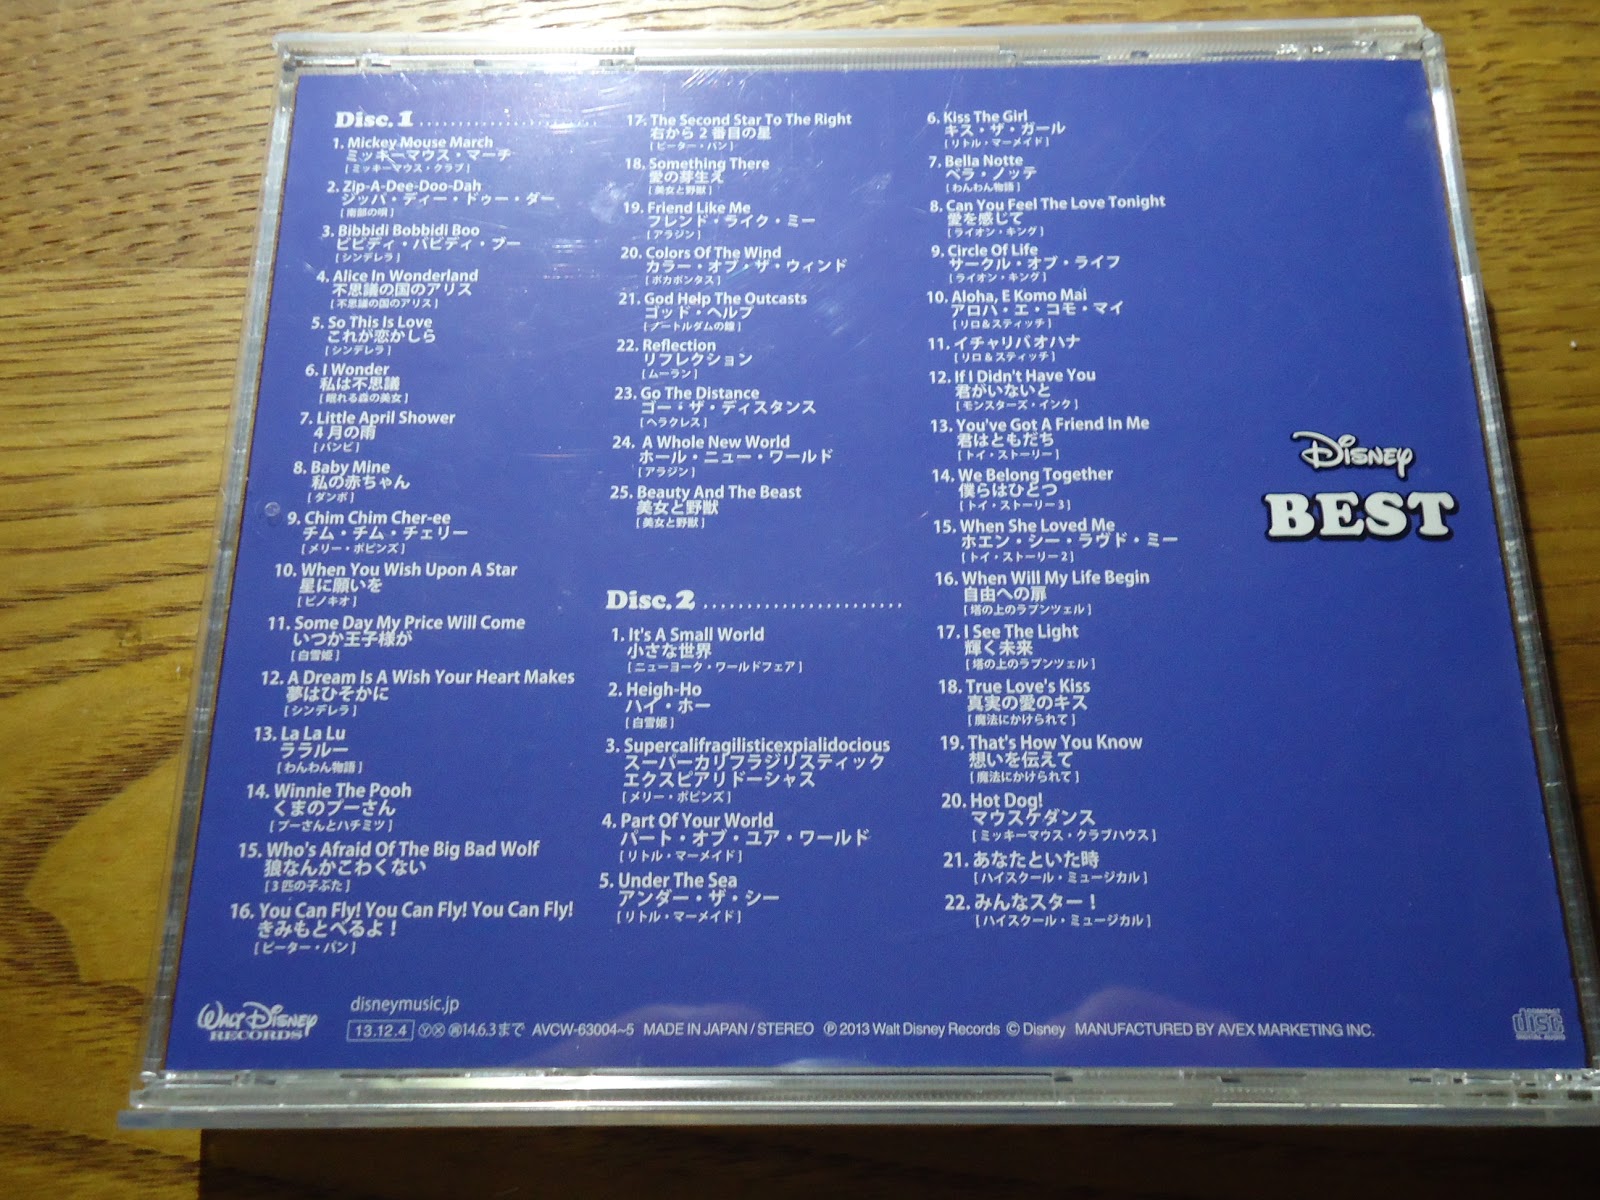 Disc.1
1. Mickey Mouse March
ミッキーマウス・マーチ
[ミッキーマウス・クラブ]
2. Zip-A-Dee-Doo-Dah
ジッパ・ディー・ドゥー・ダー
[南部の唄]
3. Bibbidi Bobbidi Boo
ビビディ・バビディ・ブー
[シンデレラ]
4. Alice In Wonderland
不思議の国のアリス
[不思議の国のアリス]
5. So This Is Love
これが恋かしら
[シンデレラ]
6. I Wonder
私は不思議
[眠れる森の美女]
7. Little April Shower
4月の雨
[バンビ]
8. Baby Mine
私の赤ちゃん
[ダンボ]
9. Chim Chim Cher-ee
チム・チム・チェリー
[メリー・ポピンズ]
10. When You Wish Upon A Star
星に願いを
[ピノキオ]
11. Some Day My Price Will Come
いつか王子様が
[白雪姫]
12. A Dream Is A Wish Your Heart Makes
夢はひそかに
[シンデレラ]
13. La La Lu
ララルー
[わんわん物語]
14. Winnie The Pooh
くまのプーさん
[プーさんとハチミツ]
15. Who's Afraid Of The Big Bad Wolf
狼なんかこわくない
[3匹の子ぶた]
16. You Can Fly! You Can Fly! You Can Fly!
きみもとべるよ！
[ピーター・パン]
17. The Second Star To The Right
右から2番目の星
[ピーター・パン]
18. Something There
愛の芽生え
[美女と野獣]
19. Friend Like Me
フレンド・ライク・ミー
[アラジン]
20. Colors Of The Wind
カラー・オブ・ザ・ウィンド
[ポカホンタス]
21. God Help The Outcasts
ゴッド・ヘルプ
[ノートルダムの鐘]
22. Reflection
リフレクション
[ムーラン]
23. Go The Distance
ゴー・ザ・ディスタンス
[ヘラクレス]
24. A Whole New World
ホール・ニュー・ワールド
[アラジン]
25. Beauty And The Beast
美女と野獣
[美女と野獣]
Disc.2
1. It's A Small World
小さな世界
[ニューヨーク・ワールドフェア]
2. Heigh-Ho
ハイ・ホー
[白雪姫]
3. Supercalifragilisticexpialidocious
スーパーカリフラジリスティック
エクスピアリドーシャス
[メリー・ポピンズ]
4. Part Of Your World
パート・オブ・ユア・ワールド
[リトル・マーメイド]
5. Under The Sea
アンダー・ザ・シー
[リトル・マーメイド]
6. Kiss The Girl
キス・ザ・ガール
[リトル・マーメイド]
7. Bella Notte
ベラ・ノッテ
[わんわん物語]
8. Can You Feel The Love Tonight
愛を感じて
[ライオン・キング]
9. Circle Of Life
サークル・オブ・ライフ
[ライオン・キング]
10. Aloha, E Komo Mai
アロハ・エ・コモ・マイ
[リロ＆スティッチ]
11. イチャリバオハナ
[リロ＆スティッチ]
12. If I Didn't Have You
君がいないと
[モンスターズ・インク]
13. You've Got A Friend In Me
君はともだち
[トイ・ストーリー]
14. We Belong Together
僕らはひとつ
[トイ・ストーリー3]
15. When She Loved Me
ホエン・シー・ラヴド・ミー
[トイ・ストーリー2]
16. When Will My Life Begin
自由への扉
[塔の上のラプンツェル]
17. I See The Light
輝く未来
[塔の上のラプンツェル]
18. True Love's Kiss
真実の愛のキス
[魔法にかけられて]
19. That's How You Know
想いを伝えて
[魔法にかけられて]
20. Hot Dog!
マウスケダンス
[ミッキーマウス・クラブハウス]
21. あなたといた時
[ハイスクール・ミュージカル]
22. みんなスター！
[ハイスクール・ミュージカル]
Disney
BEST
WALT DISNEY
RECORDS
disneymusic.jp
13.12.4 Ⓨ Ⓧ 14.6.3まで AVCW-63004~5 MADE IN JAPAN / STEREO Ⓟ 2013 Walt Disney Records © Disney MANUFACTURED BY AVEX MARKETING INC.
COMPACT
disc
DIGITAL AUDIO